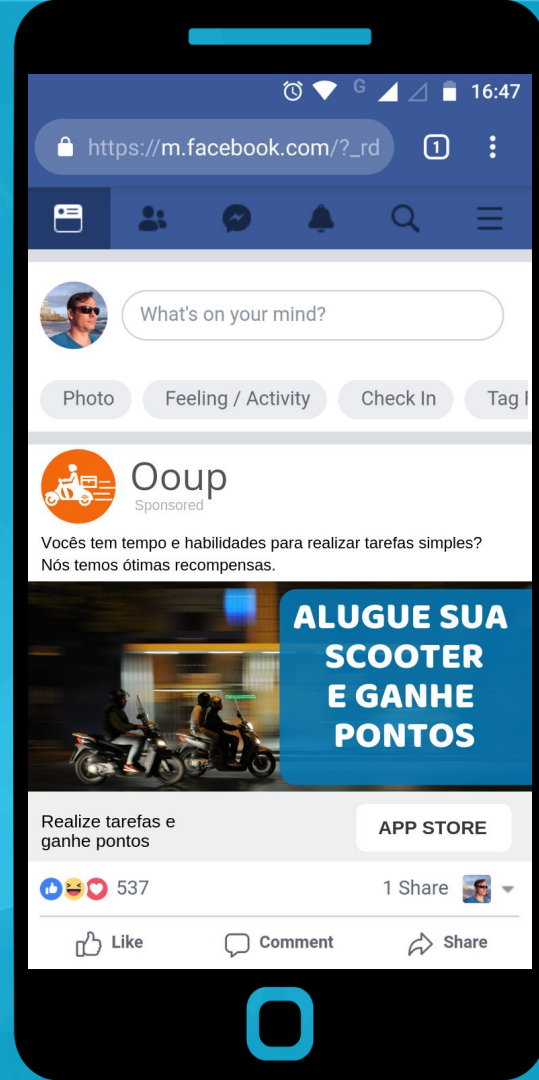 G 16:47
https://m.facebook.com/?_rd
1
What's on your mind?
Photo Feeling / Activity Check In Tag F
Ooup
Sponsored
Vocês tem tempo e habilidades para realizar tarefas simples?
Nós temos ótimas recompensas.
ALUGUE SUA
SCOOTER
E GANHE
PONTOS
Realize tarefas e
ganhe pontos
APP STORE
537 1 Share
Like Comment Share